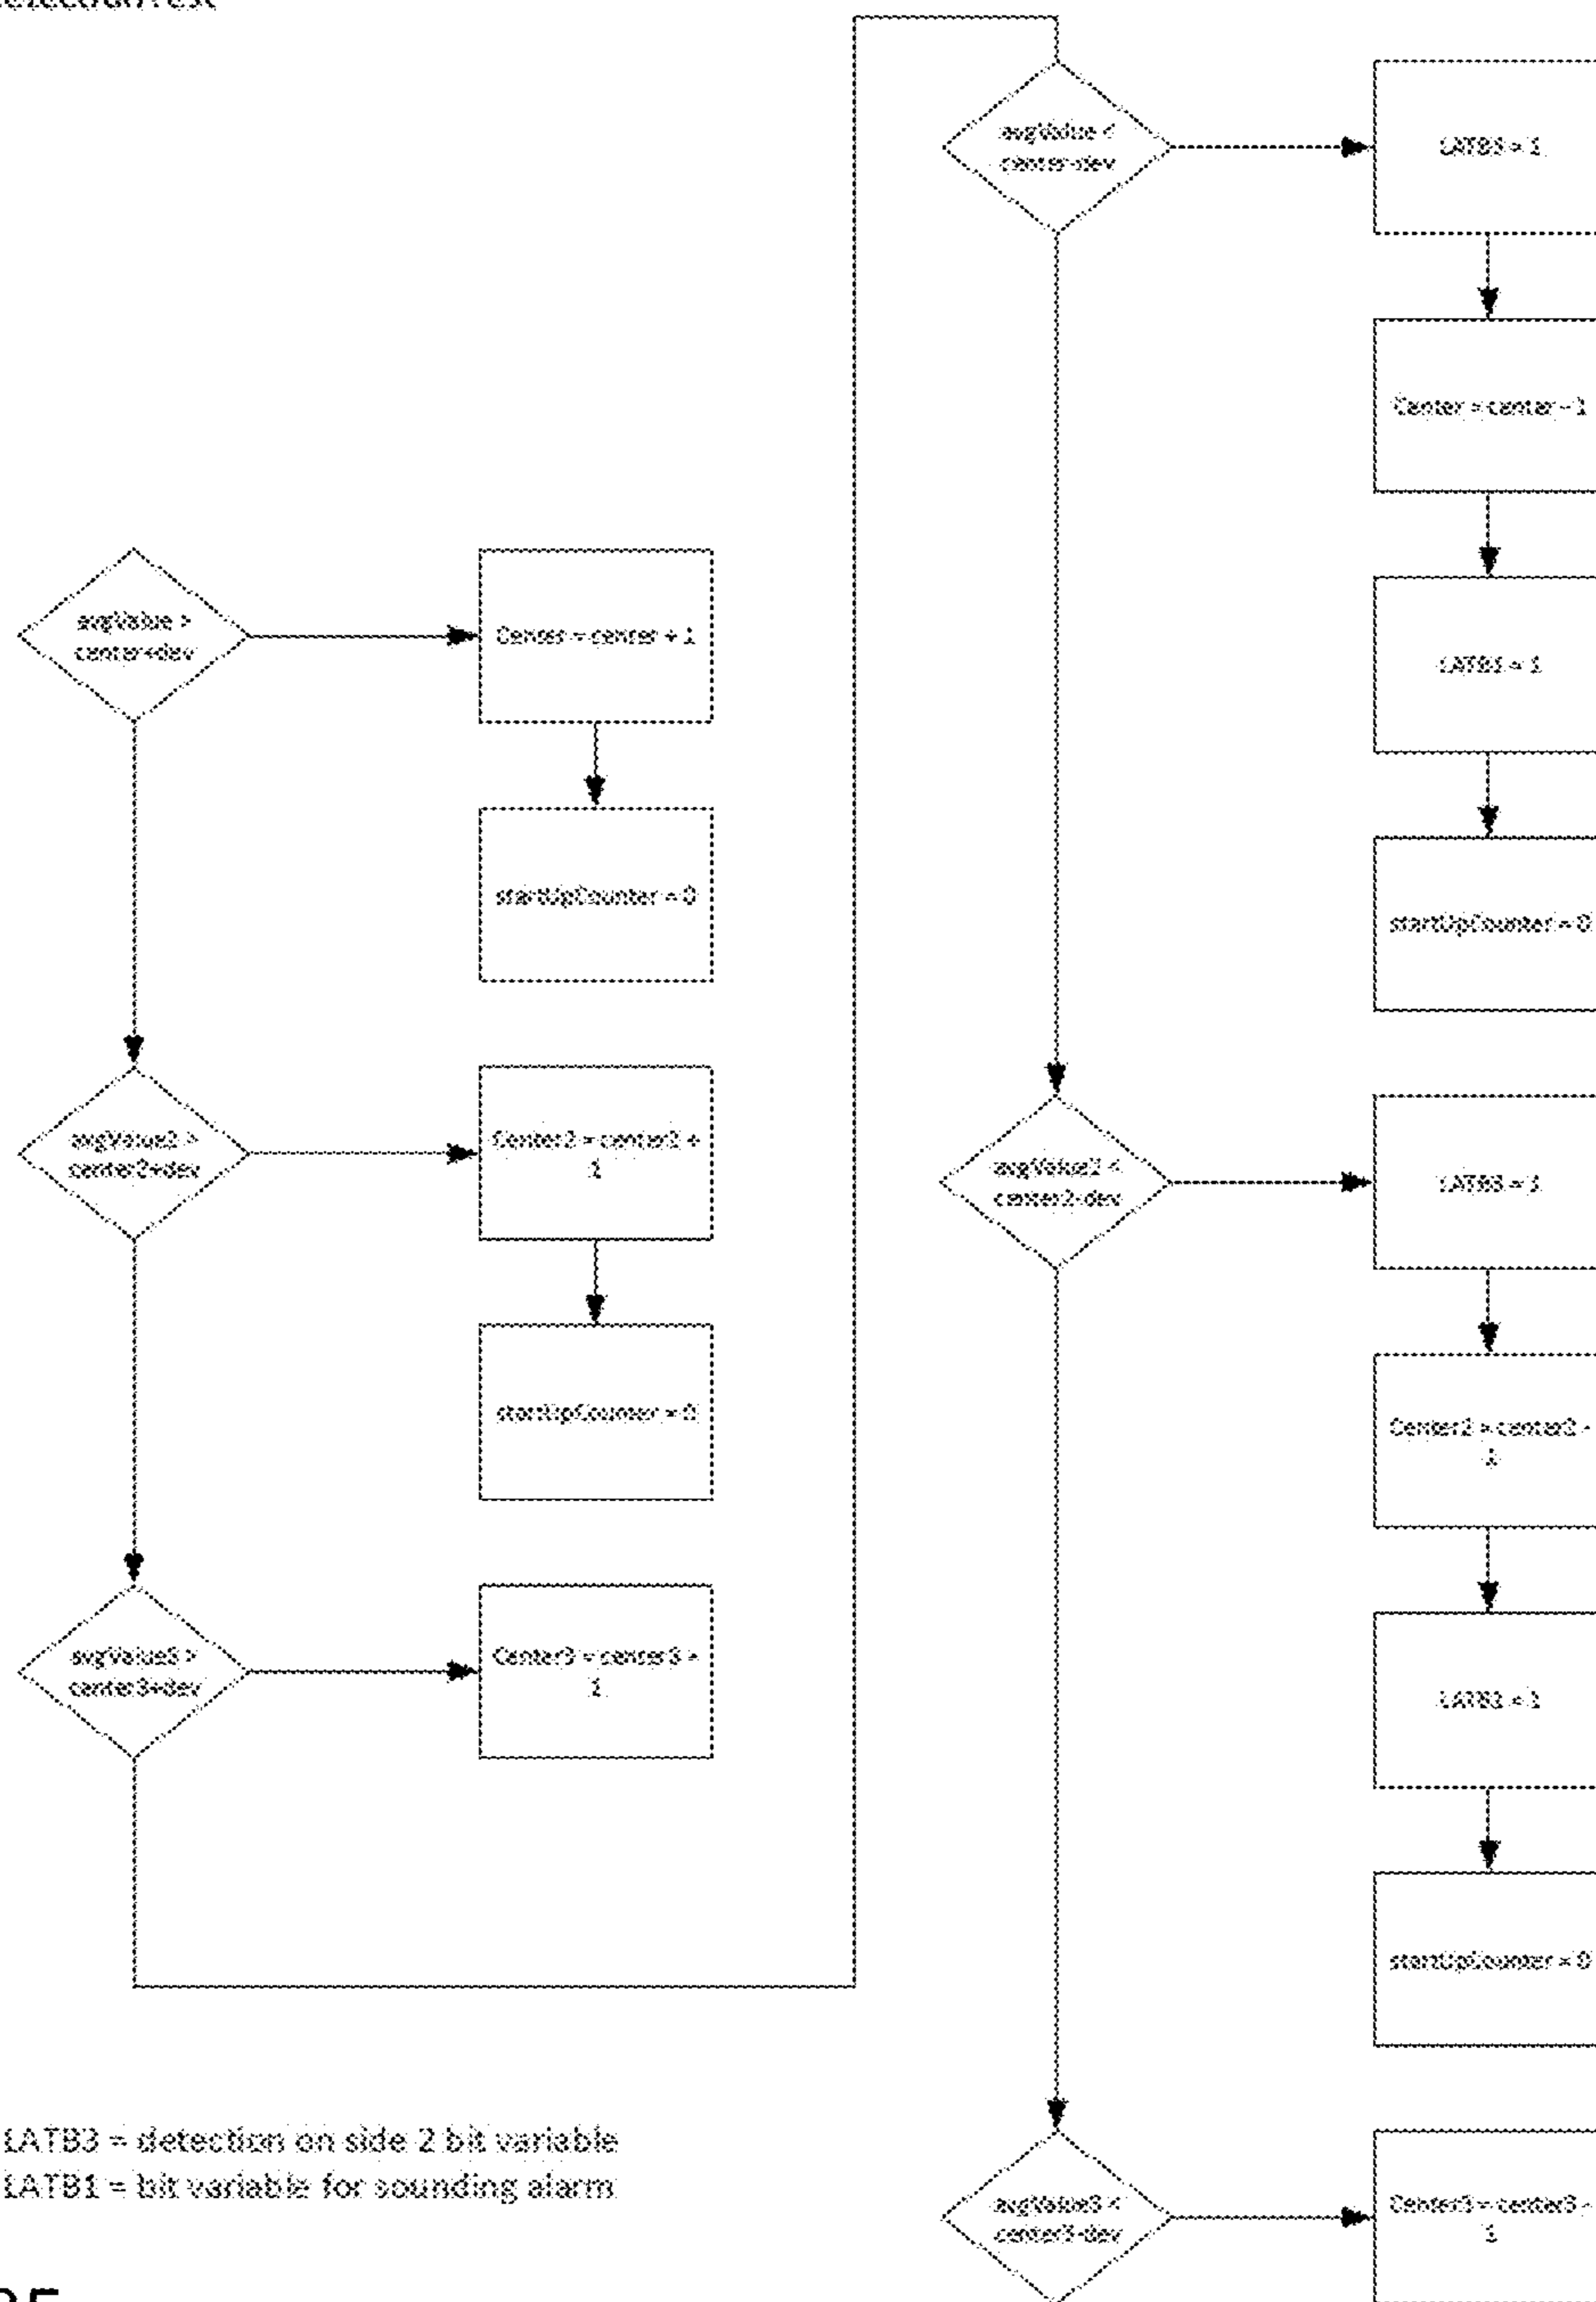 avgValue >
center+dev
Center = center + 1
startUpCounter = 0
avgValue2 >
center2+dev
Center2 = center2 +
1
startUpCounter = 0
avgValue3 >
center3+dev
Center3 = center3 +
1
avgValue <
center-dev
LATB3 = 1
Center = center - 1
LATB1 = 1
startUpCounter = 0
avgValue2 <
center2-dev
LATB3 = 1
Center2 = center2 -
1
LATB1 = 1
startUpCounter = 0
avgValue3 <
center3-dev
Center3 = center3 -
1
LATB3 = detection on side 2 bit variable
LATB1 = bit variable for sounding alarm